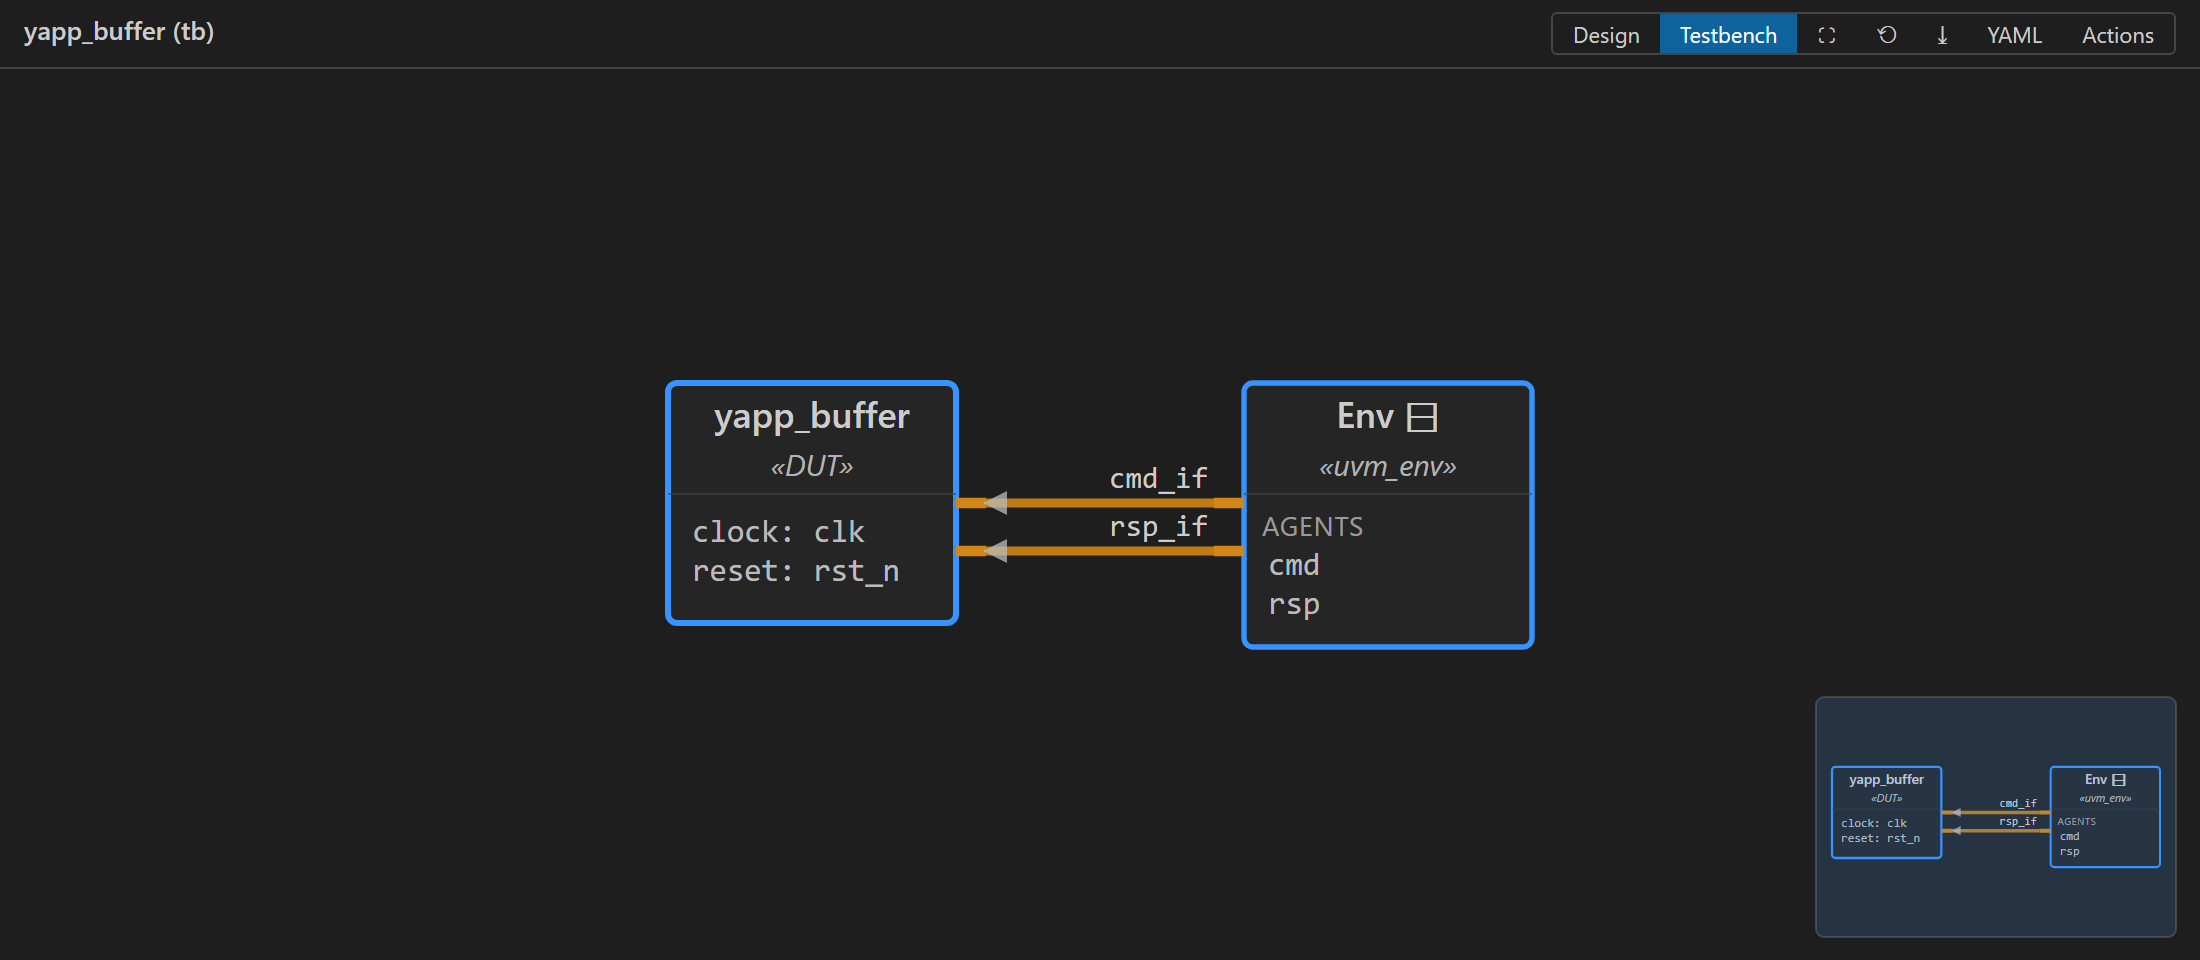 yapp_buffer (tb)
Design Testbench YAML Actions
yapp_buffer
«DUT»
clock: clk
reset: rst_n
cmd_if
rsp_if
Env
«uvm_env»
AGENTS
cmd
rsp
yapp_buffer
«DUT»
clock: clk
reset: rst_n
cmd_if
rsp_if
Env
«uvm_env»
AGENTS
cmd
rsp